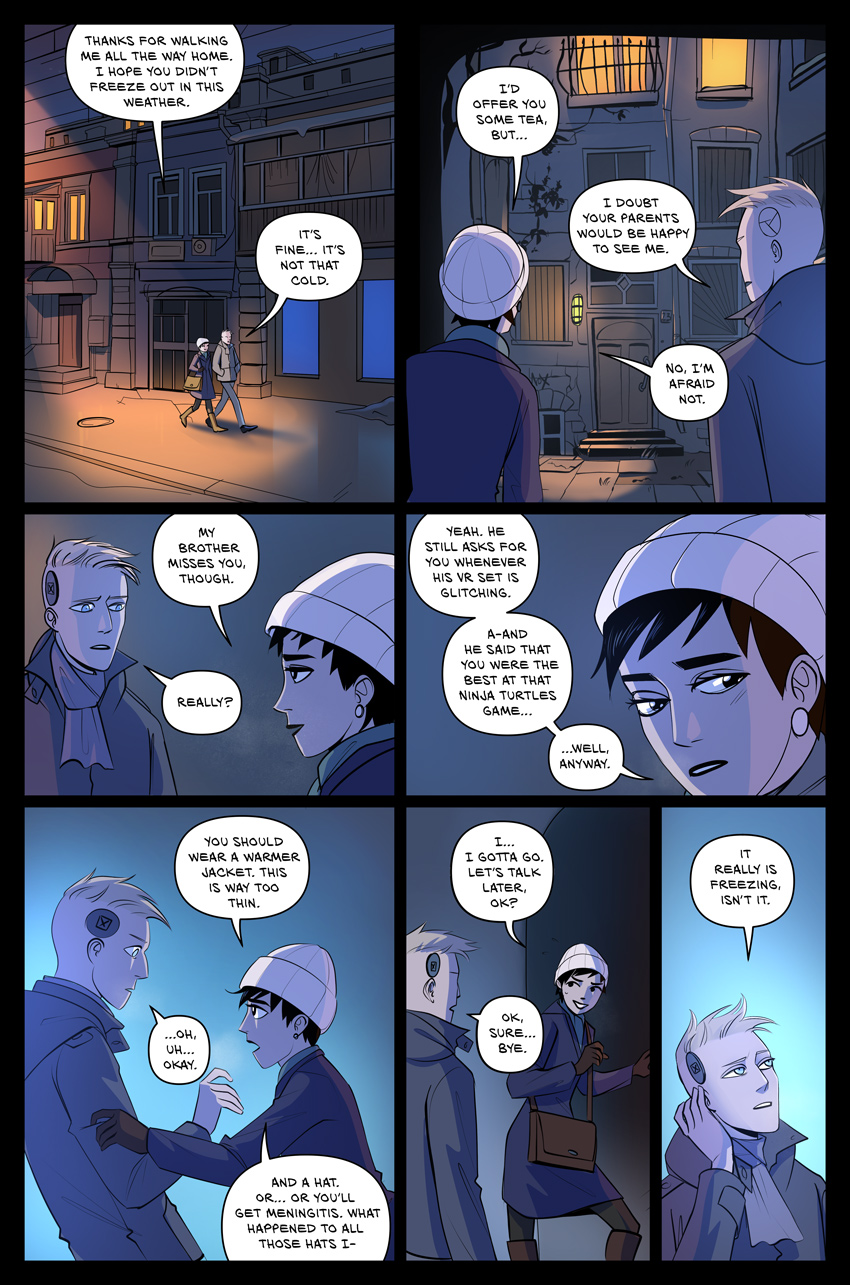 THANKS FOR WALKING
ME ALL THE WAY HOME.
I HOPE YOU DIDN'T
FREEZE OUT IN THIS
WEATHER.
IT'S
FINE... IT'S
NOT THAT
COLD.
I'D
OFFER YOU
SOME TEA,
BUT...
I DOUBT
YOUR PARENTS
WOULD BE HAPPY
TO SEE ME.
NO, I'M
AFRAID
NOT.
MY
BROTHER
MISSES YOU,
THOUGH.
REALLY?
YEAH. HE
STILL ASKS FOR
YOU WHENEVER
HIS VR SET IS
GLITCHING.
A-AND
HE SAID THAT
YOU WERE THE
BEST AT THAT
NINJA TURTLES
GAME...
...WELL,
ANYWAY.
YOU SHOULD
WEAR A WARMER
JACKET. THIS
IS WAY TOO
THIN.
...OH,
UH...
OKAY.
AND A HAT.
OR... OR YOU'LL
GET MENINGITIS. WHAT
HAPPENED TO ALL
THOSE HATS I-
I...
I GOTTA GO.
LET'S TALK
LATER,
OK?
OK,
SURE...
BYE.
IT
REALLY IS
FREEZING,
ISN'T IT.